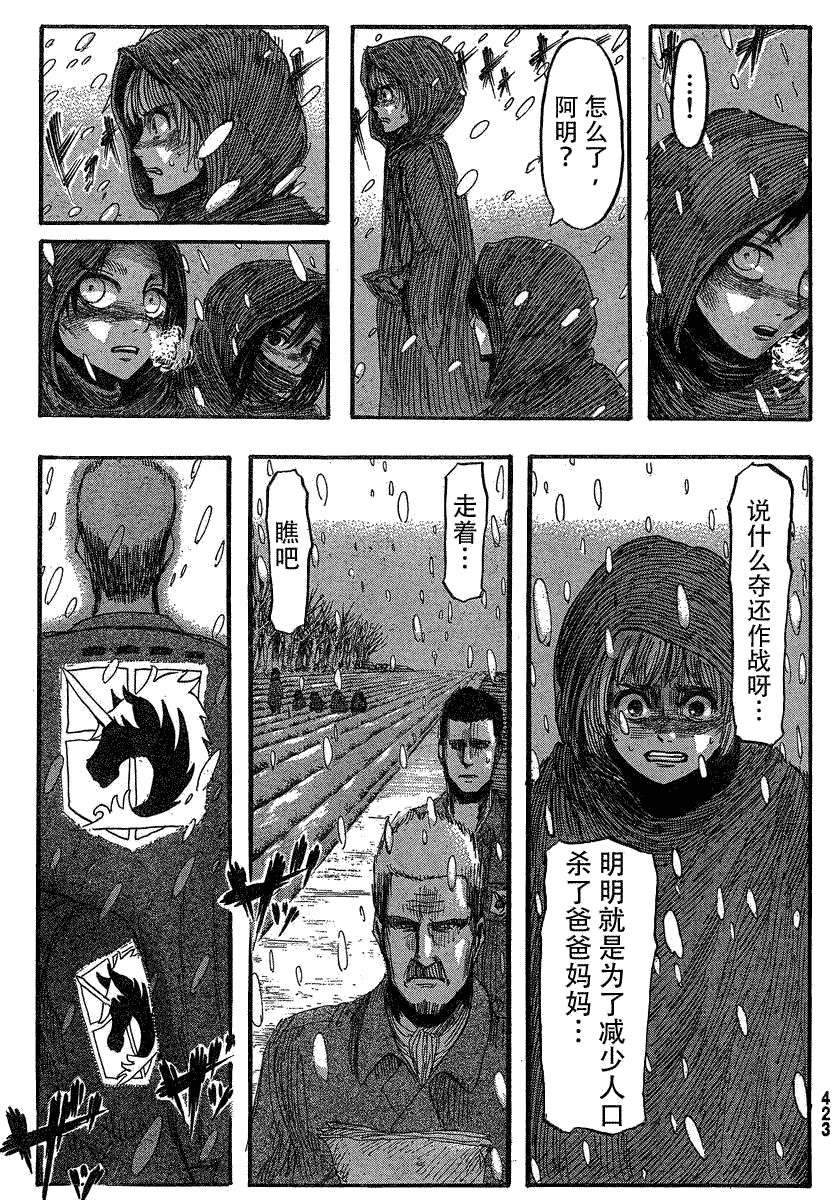 …！
怎么了，
阿明？
说什么夺还作战呀…
明明就是为了减少人口
杀了爸爸妈妈…
走着…
瞧吧
423